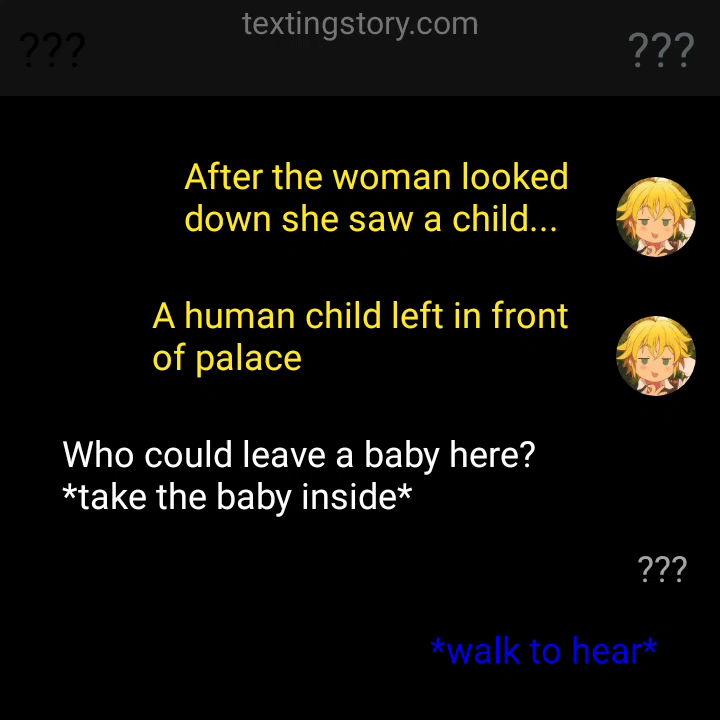 textingstory.com
???
???
After the woman looked
down she saw a child...
A human child left in front
of palace
Who could leave a baby here?
*take the baby inside*
???
*walk to hear*